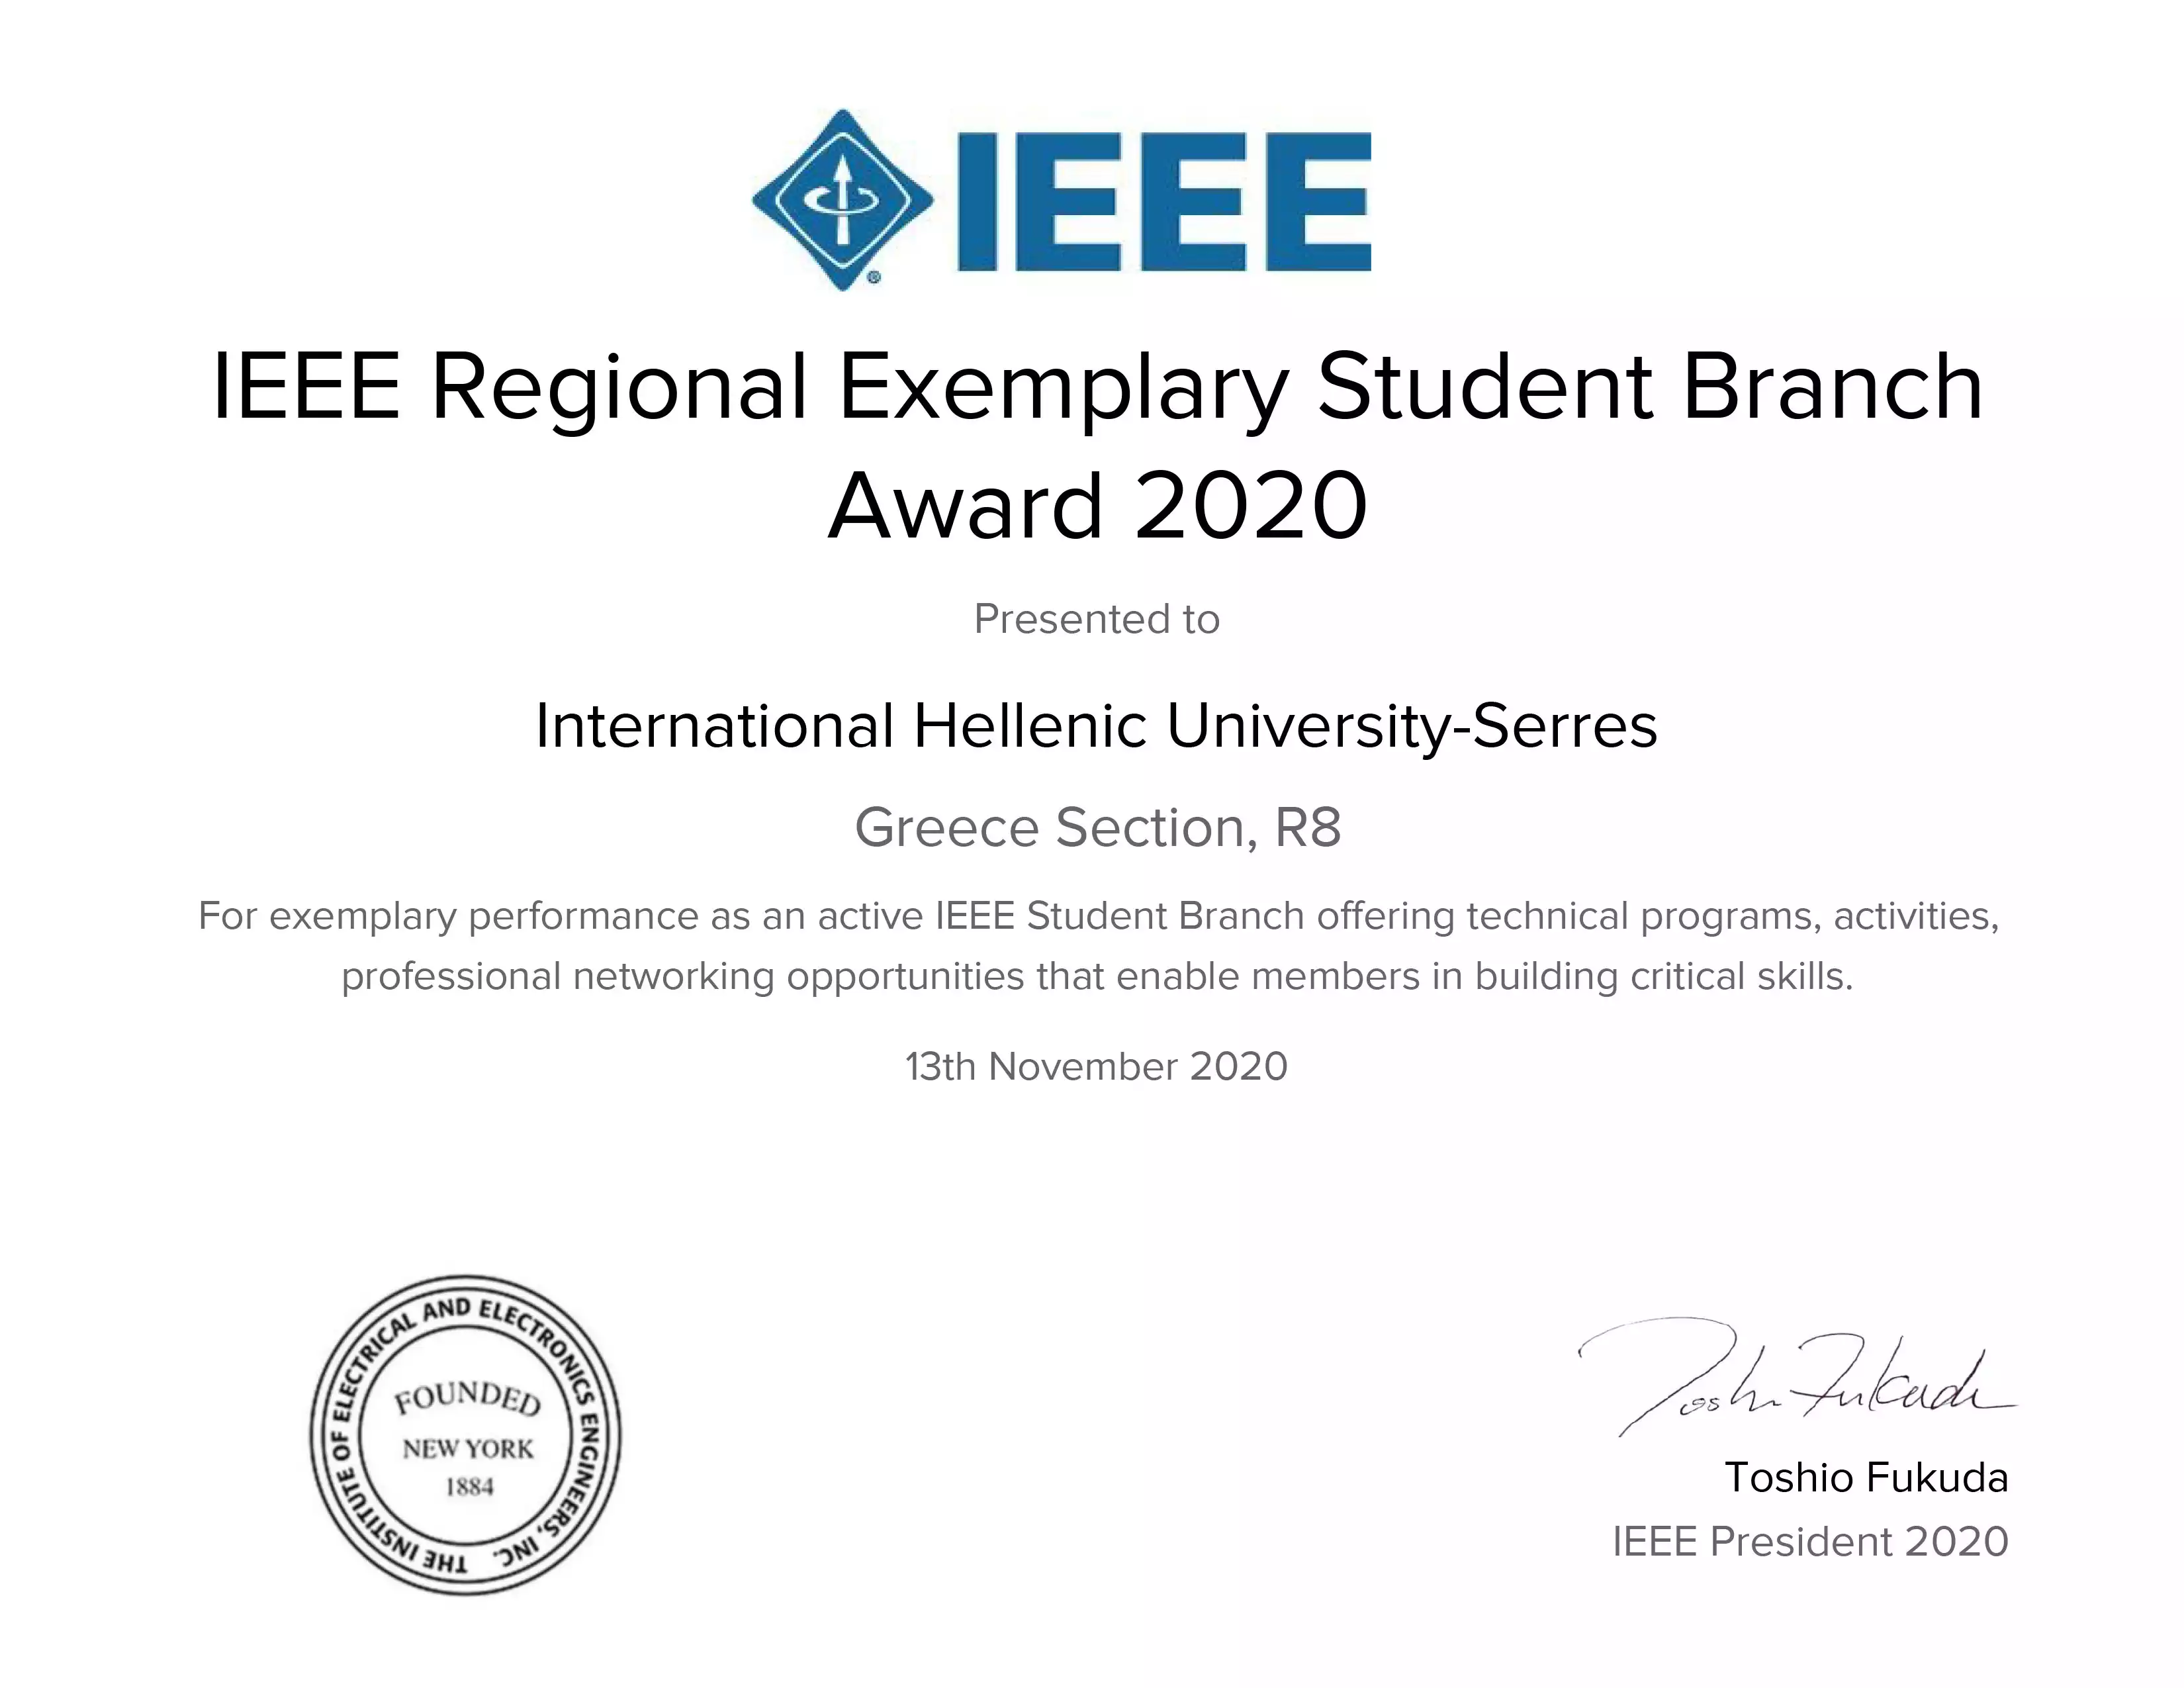 IEEE
IEEE Regional Exemplary Student Branch
Award 2020
Presented to
International Hellenic University-Serres
Greece Section, R8
For exemplary performance as an active IEEE Student Branch offering technical programs, activities,
professional networking opportunities that enable members in building critical skills.
13th November 2020
THE INSTITUTE OF ELECTRICAL AND ELECTRONICS ENGINEERS, INC.
FOUNDED
NEW YORK
1884
Toshio Fukuda
Toshio Fukuda
IEEE President 2020